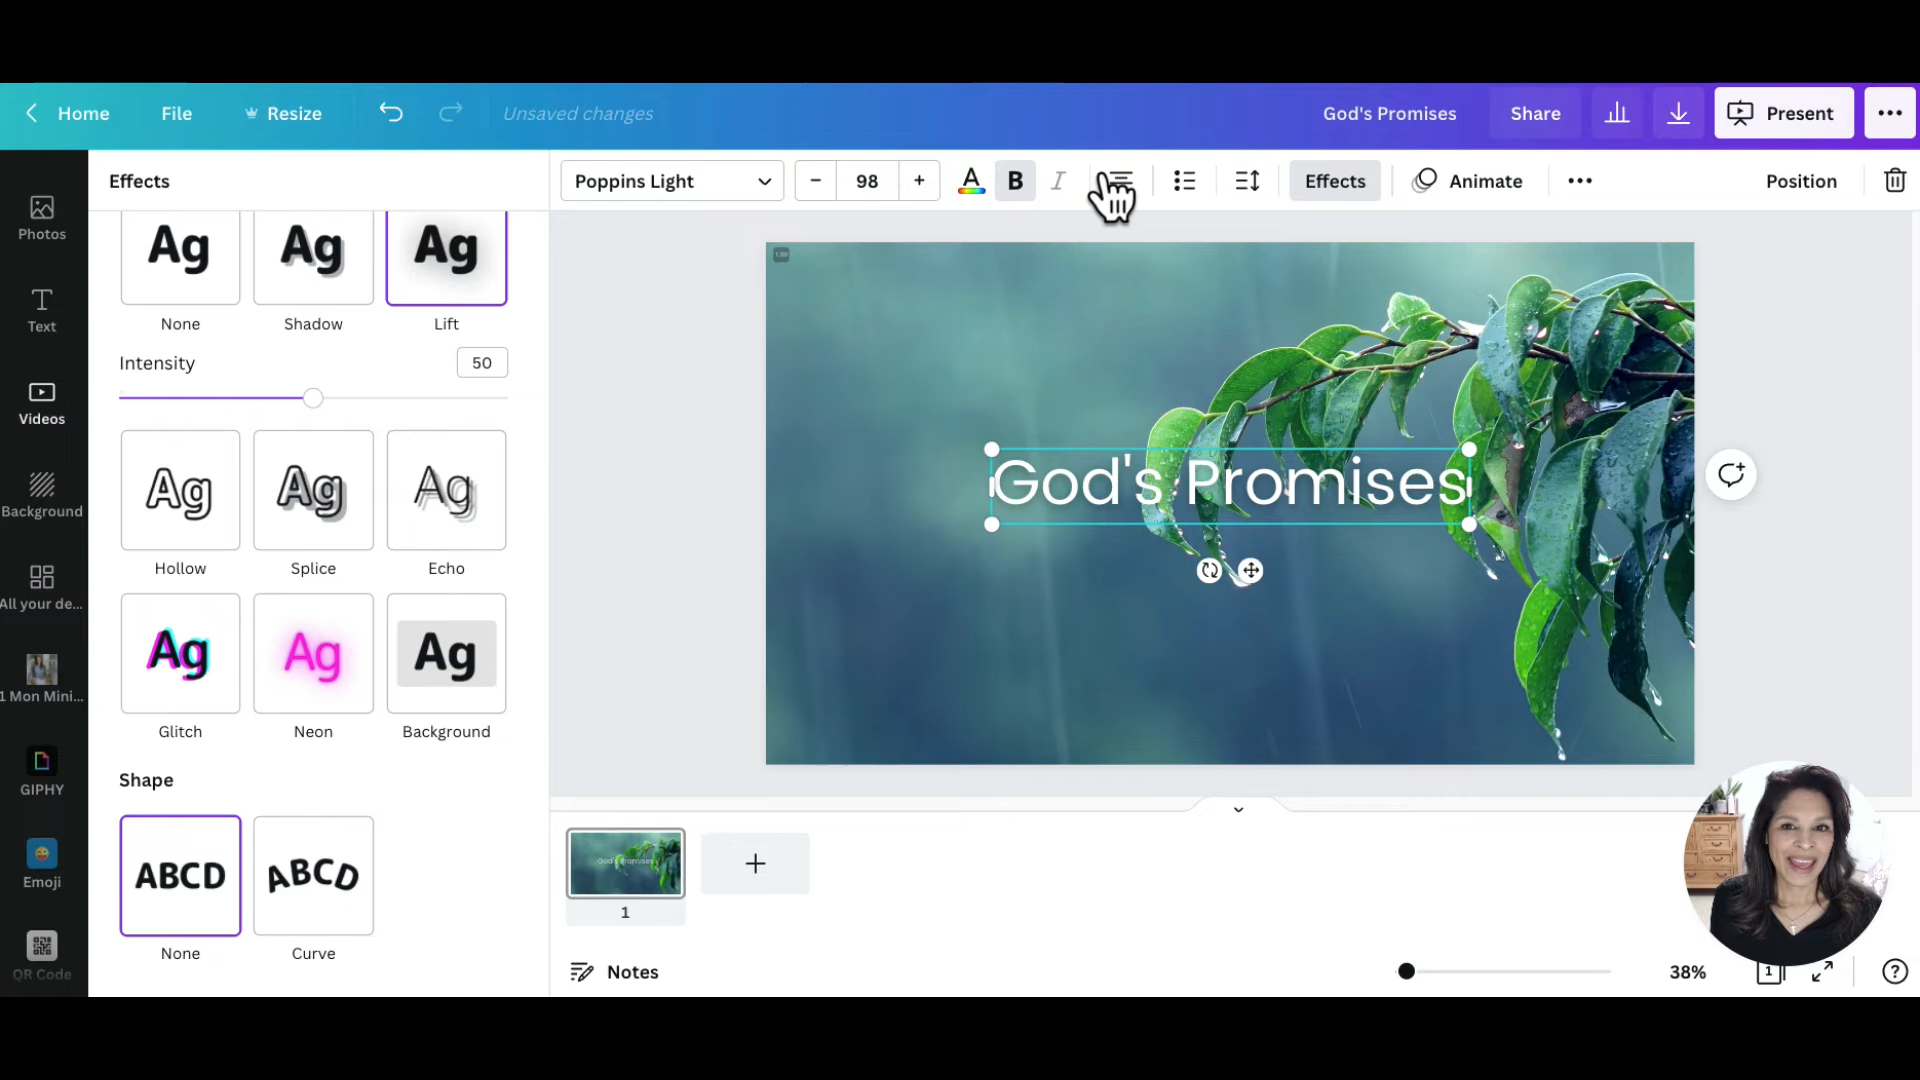 Home
File
Resize
Unsaved changes
God's Promises
Share
Present
Photos
Text
Videos
Background
All your de...
1 Mon Mini...
GIPHY
Emoji
QR Code
Effects
Ag
Ag
Ag
None
Shadow
Lift
Intensity
50
Ag
Ag
Ag
Hollow
Splice
Echo
Ag
Ag
Ag
Glitch
Neon
Background
Shape
ABCD
ABCD
None
Curve
Poppins Light
98
A
B
I
Effects
Animate
Position
God's Promises
God's Promises
1
Notes
38%
1